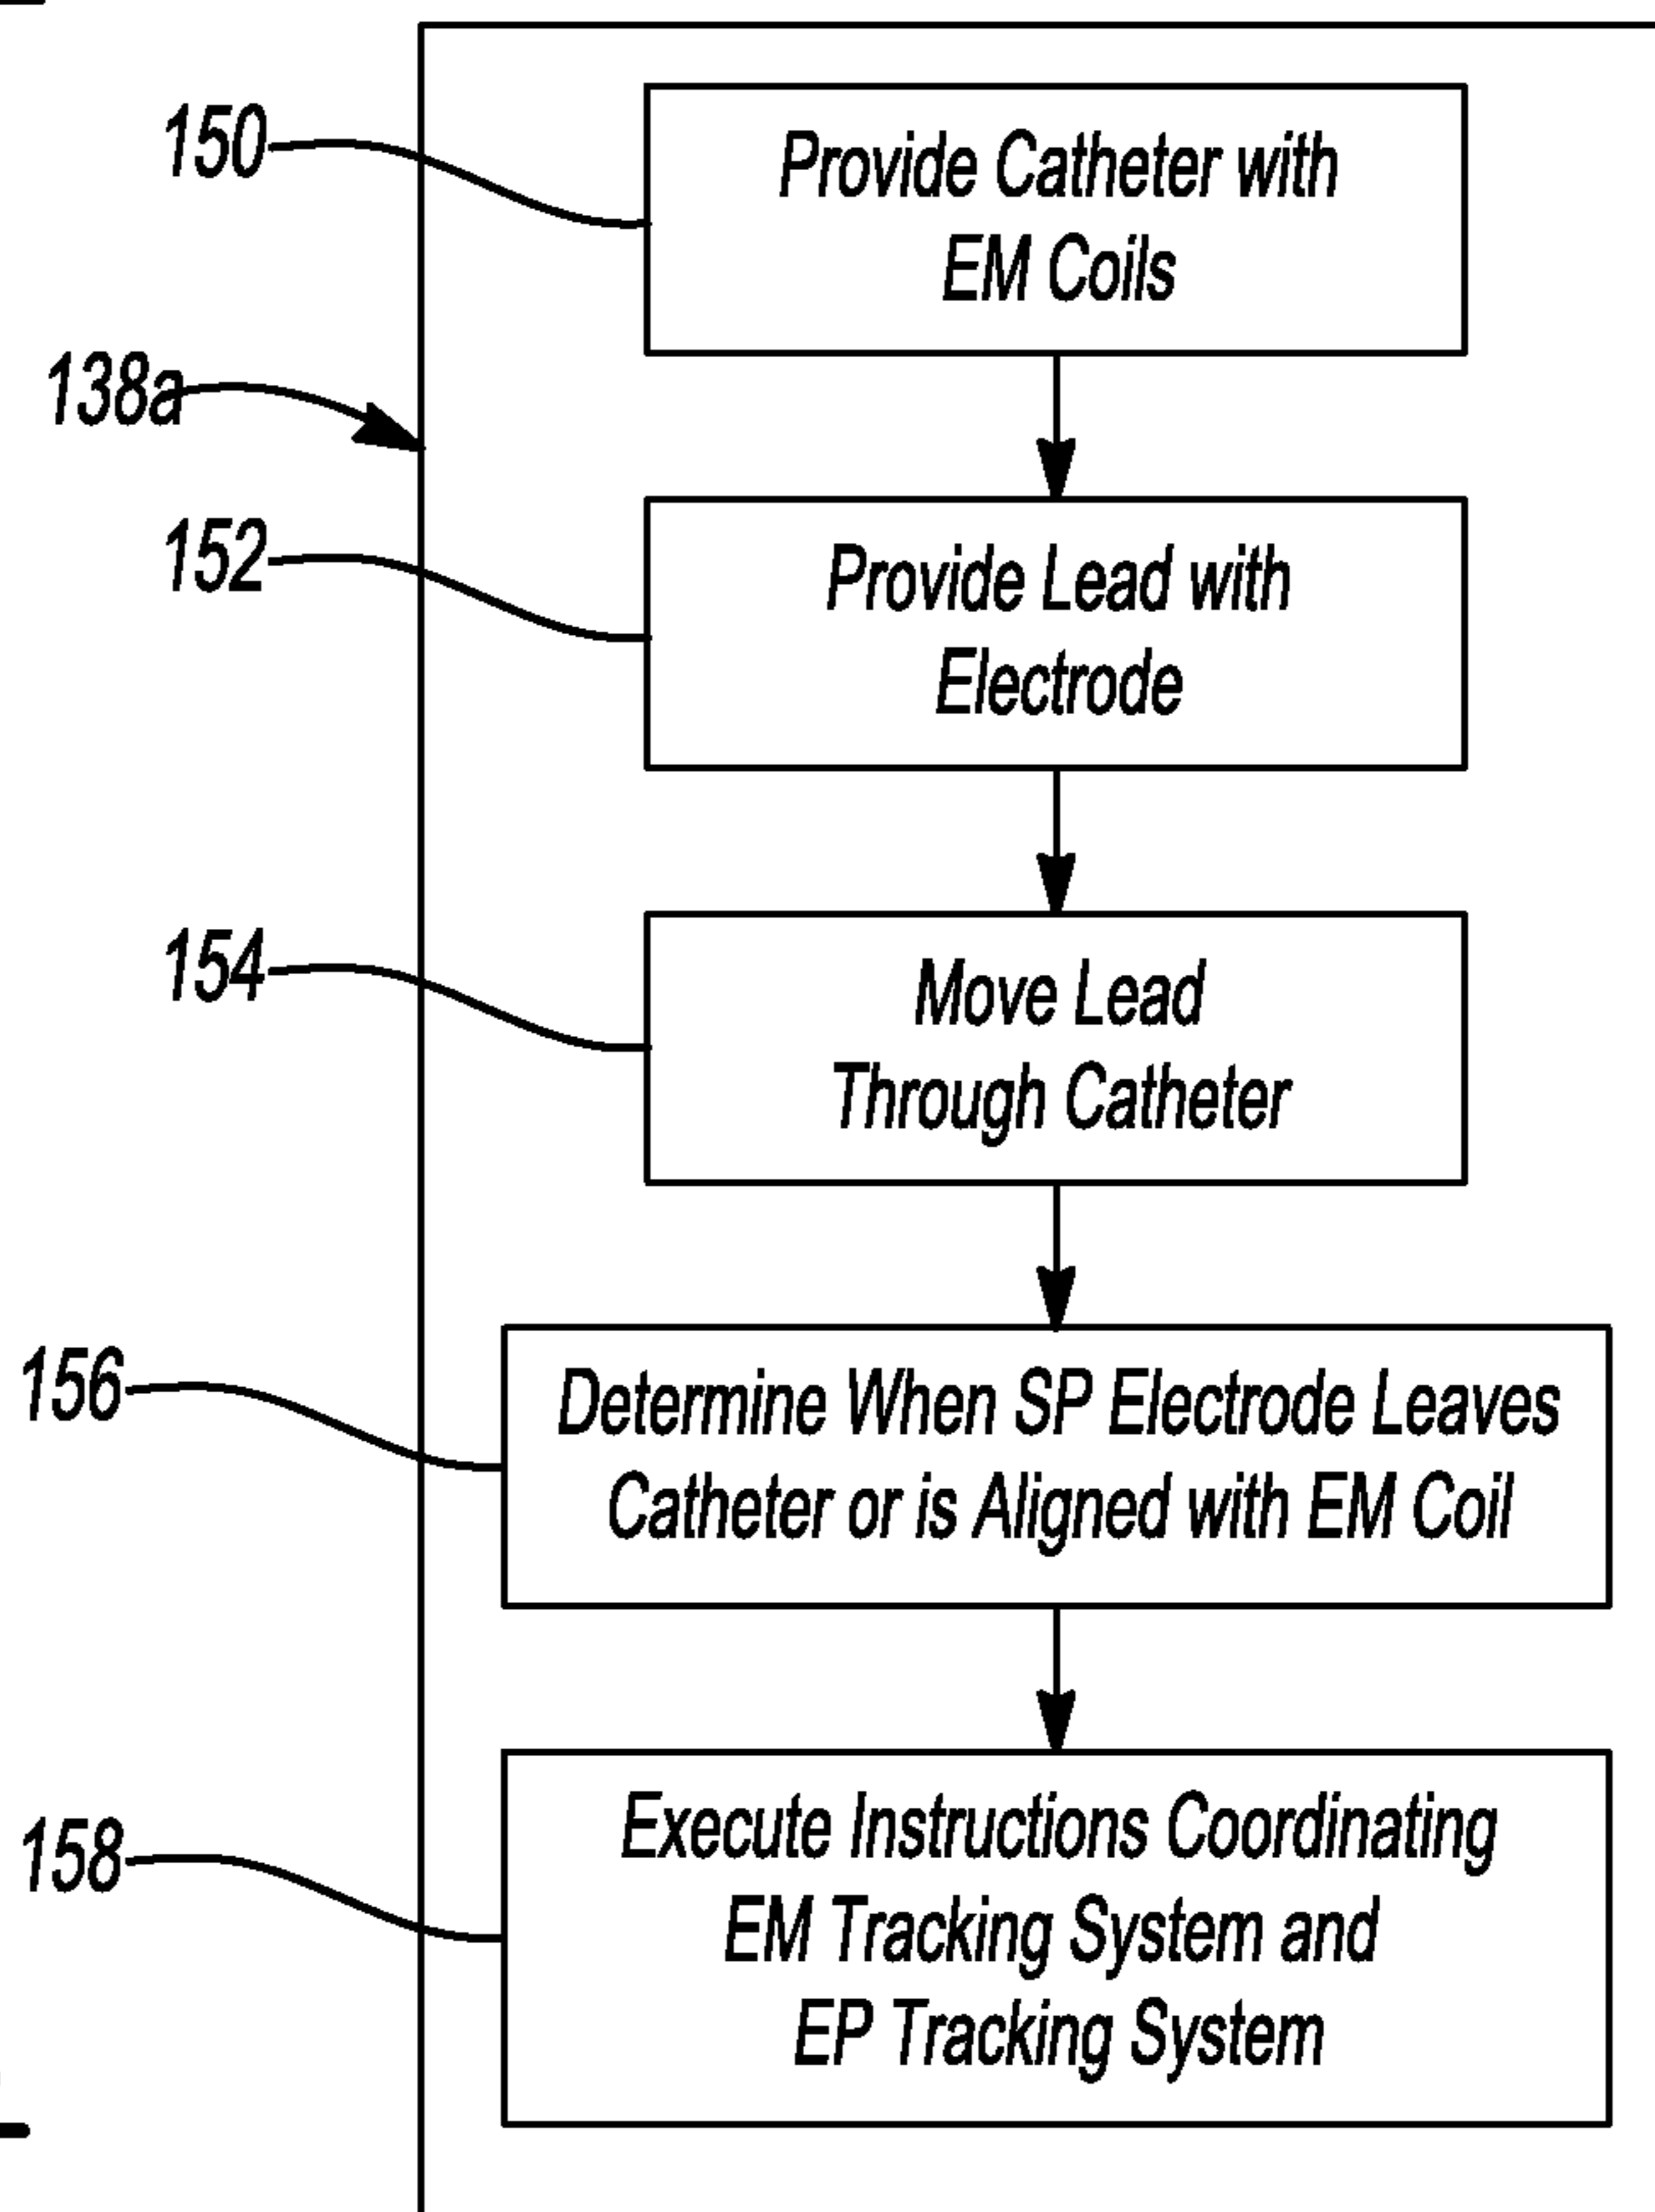 150
Provide Catheter with
EM Coils
138a
152
Provide Lead with
Electrode
154
Move Lead
Through Catheter
156
Determine When SP Electrode Leaves
Catheter or is Aligned with EM Coil
158
Execute Instructions Coordinating
EM Tracking System and
EP Tracking System